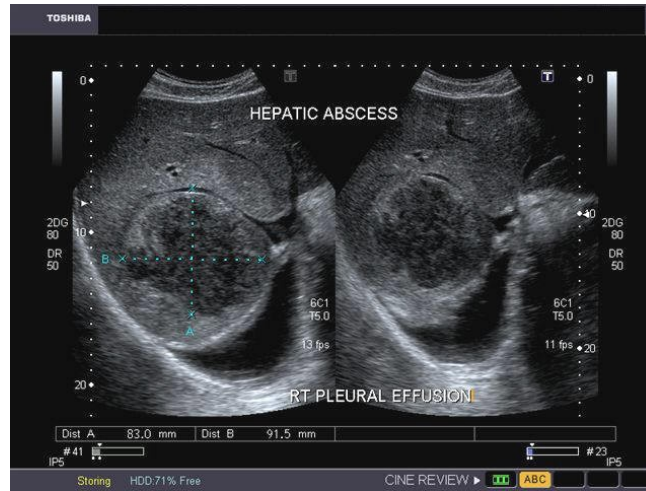 TOSHIBA
T T
0 0
HEPATIC ABSCESS
2DG
80
DR
50
10
10
2DG
80
DR
50
B
A
6C1
T5.0
13 fps
6C1
T5.0
11 fps
20
20
RT PLEURAL EFFUSION
Dist A 83.0 mm Dist B 91.5 mm
#41 #23
IP5 IP5
Storing HDD:71% Free CINE REVIEW ABC